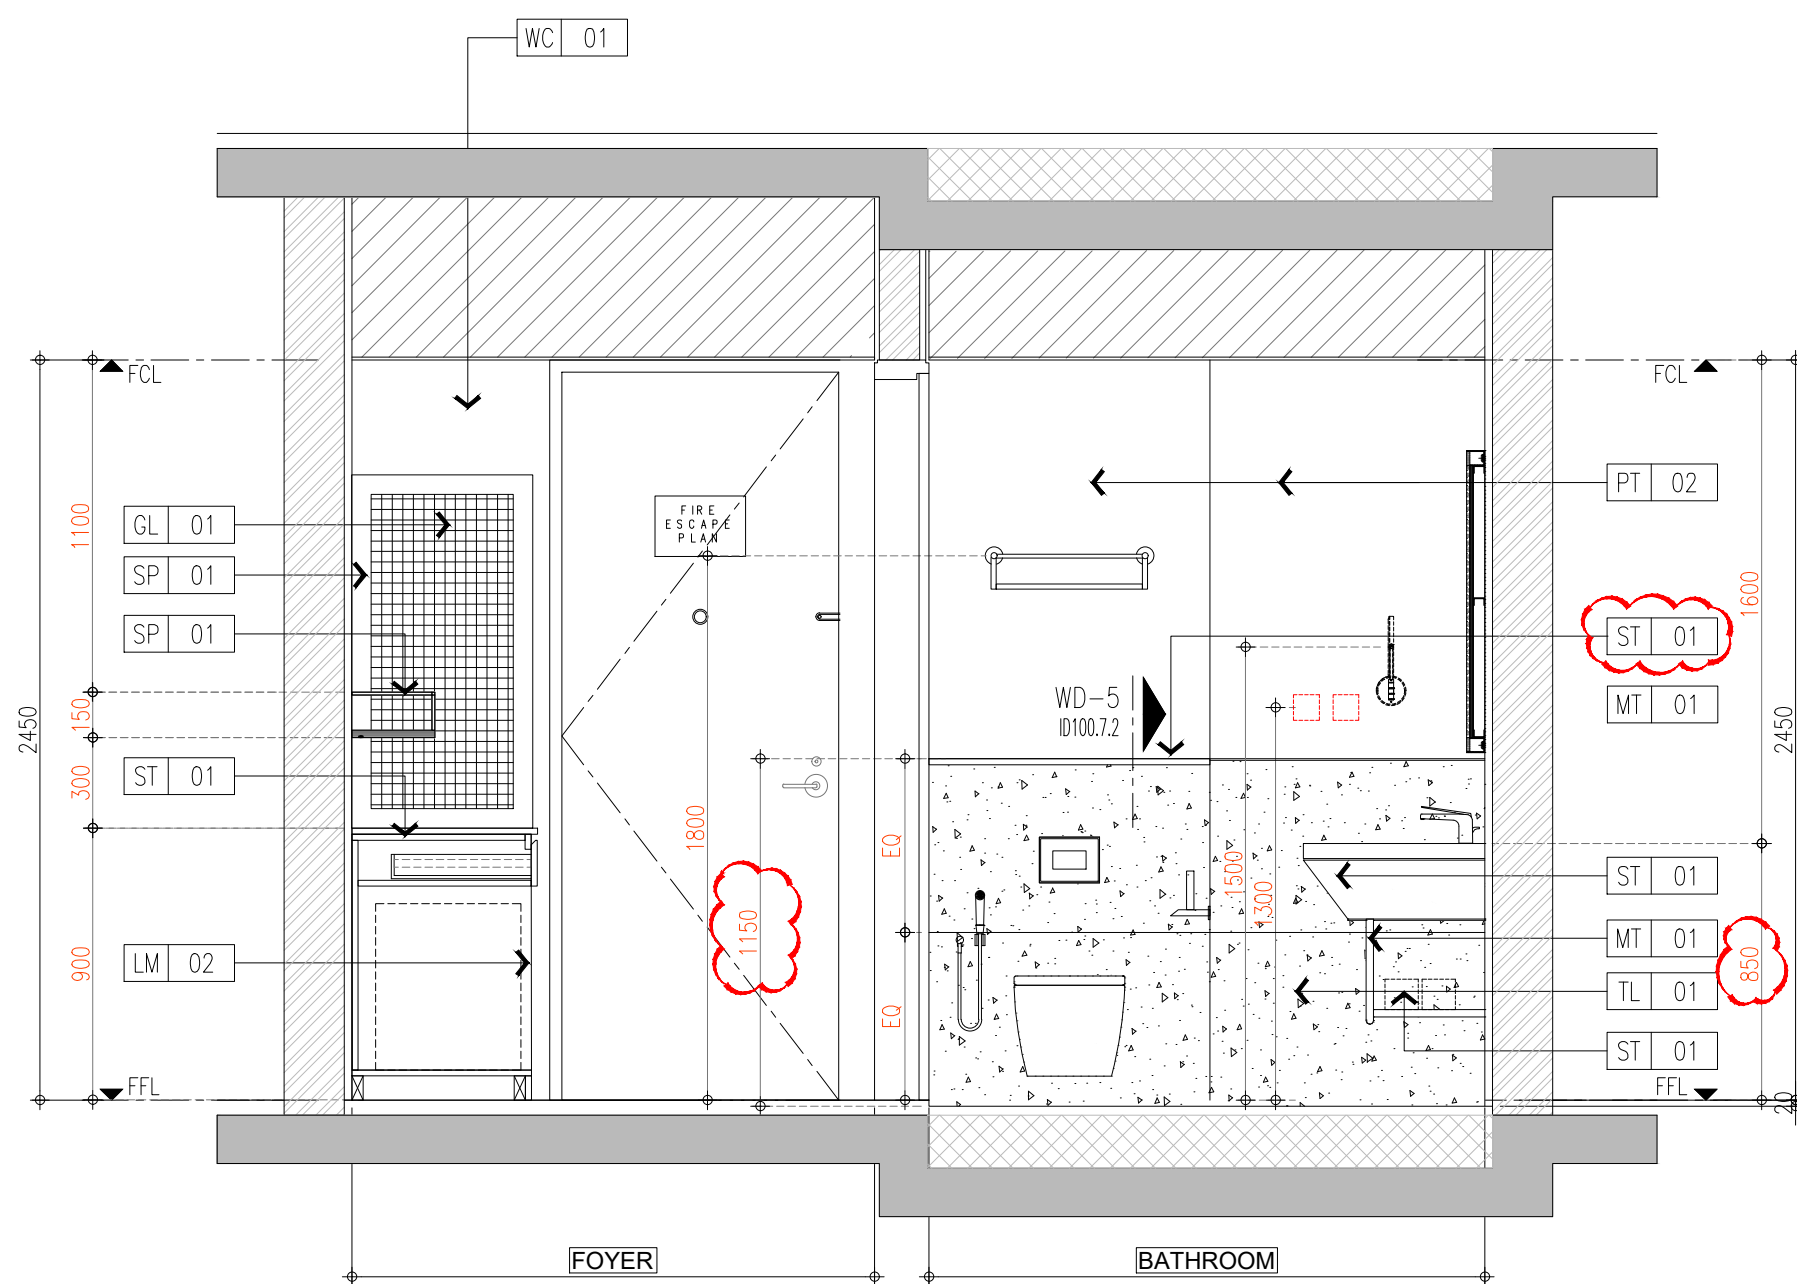 WC 01
FCL
FCL
GL 01
SP 01
SP 01
ST 01
LM 02
FFL
2450
1100
150
300
900
FIRE
ESCAPE
PLAN
1800
1150
EQ
EQ
WD-5
ID100.7.2
1500
1300
PT 02
ST 01
MT 01
ST 01
MT 01
TL 01
ST 01
FFL
1600
850
2450
20
FOYER
BATHROOM